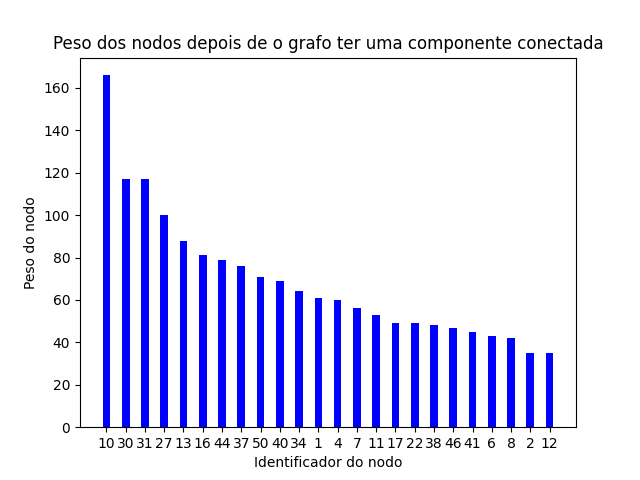 Peso dos nodos depois de o grafo ter uma componente conectada
160
140
120
100
80
60
40
20
0
Peso do nodo
10 30 31 27 13 16 44 37 50 40 34 1 4 7 11 17 22 38 46 41 6 8 2 12
Identificador do nodo